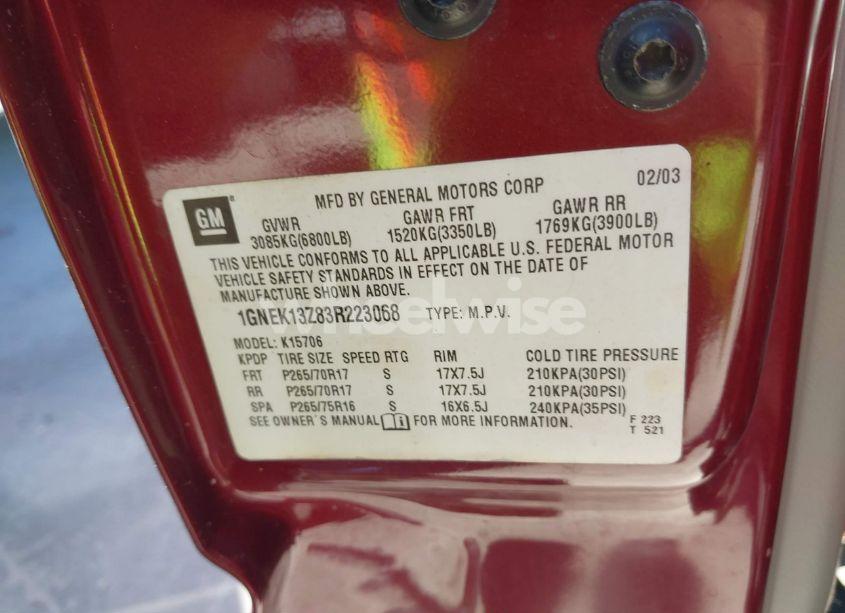 MFD BY GENERAL MOTORS CORP 02/03
GM
GVWR GAWR FRT GAWR RR
3085KG(6800LB) 1520KG(3350LB) 1769KG(3900LB)
THIS VEHICLE CONFORMS TO ALL APPLICABLE U.S. FEDERAL MOTOR
VEHICLE SAFETY STANDARDS IN EFFECT ON THE DATE OF
MANUFACTURE SHOWN ABOVE.
1GNEK13Z83R223068 TYPE: M.P.V.
wheelwise
MODEL: K15706
KPDP TIRE SIZE SPEED RTG RIM COLD TIRE PRESSURE
FRT P265/70R17 S 17X7.5J 210KPA(30PSI)
RR P265/70R17 S 17X7.5J 210KPA(30PSI)
SPA P265/75R16 S 16X6.5J 240KPA(35PSI)
SEE OWNER'S MANUAL i FOR MORE INFORMATION.
F 223
T 521